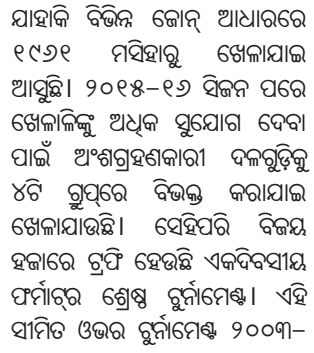 ଯାହାକି ବିଭିନ୍ନ ଜୋନ୍ ଆଧାରରେ
୧୯୬୧ ମସିହାରୁ ଖେଳାଯାଇ
ଆସୁଛି। ୨୦୧୫-୧୬ ସିଜନ ପରେ
ଖେଳାଳିଙ୍କୁ ଅଧିକ ସୁଯୋଗ ଦେବା
ପାଇଁ ଅଂଶଗ୍ରହଣକାରୀ ଦଳଗୁଡ଼ିକୁ
୪ଟି ଗ୍ରୁପ୍‌ରେ ବିଭକ୍ତ କରାଯାଇ
ଖେଳାଯାଉଛି। ସେହିପରି ବିଜୟ
ହଜାରେ ଟ୍ରଫି ହେଉଛି ଏକଦିବସୀୟ
ଫର୍ମାଟ୍‌ର ଶ୍ରେଷ୍ଠ ଟୁର୍ନାମେଣ୍ଟ। ଏହି
ସୀମିତ ଓଭର ଟୁର୍ନାମେଣ୍ଟ ୨୦୦୩-